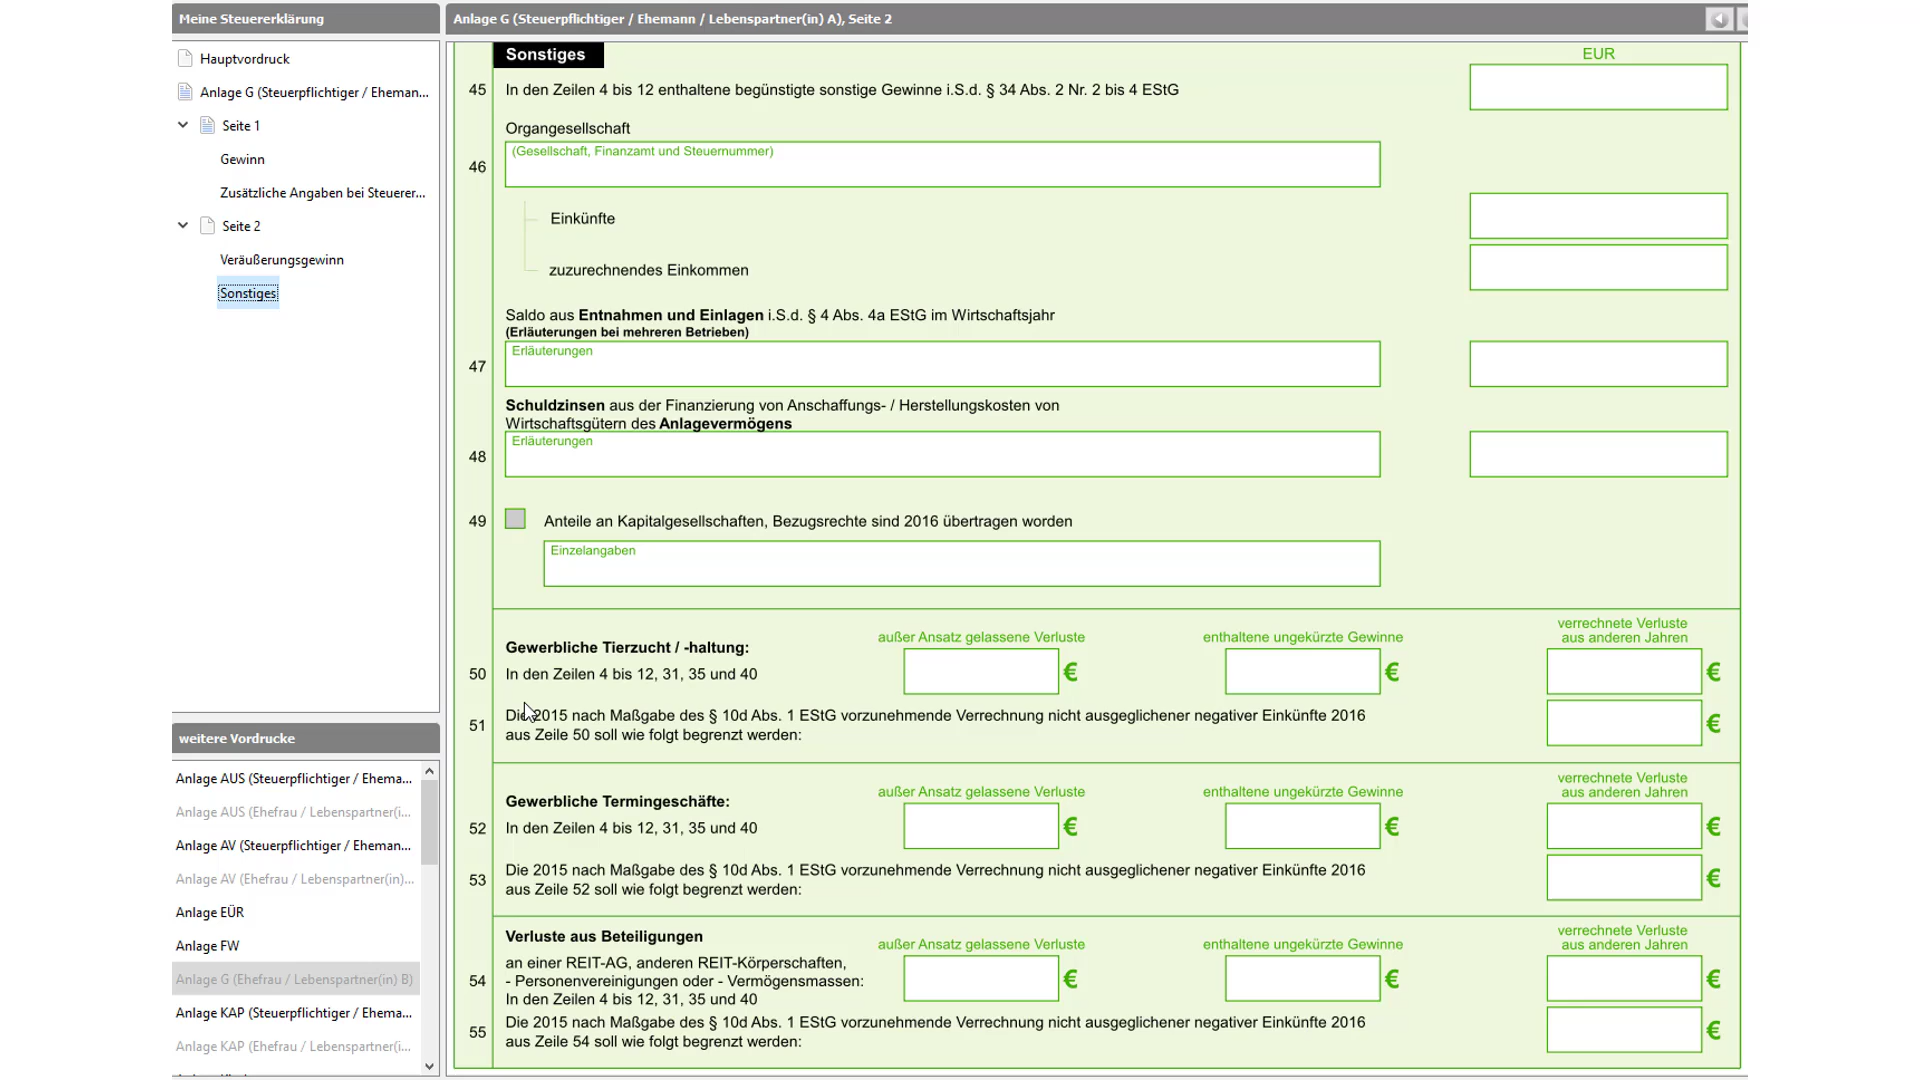 Meine Steuererklärung
Hauptvordruck
Anlage G (Steuerpflichtiger / Eheman...
Seite 1
Gewinn
Zusätzliche Angaben bei Steuerer...
Seite 2
Veräußerungsgewinn
Sonstiges
weitere Vordrucke
Anlage AUS (Steuerpflichtiger / Ehema...
Anlage AUS (Ehefrau / Lebenspartner(i...
Anlage AV (Steuerpflichtiger / Eheman...
Anlage AV (Ehefrau / Lebenspartner(in)...
Anlage EÜR
Anlage FW
Anlage G (Ehefrau / Lebenspartner(in) B)
Anlage KAP (Steuerpflichtiger / Ehema...
Anlage KAP (Ehefrau / Lebenspartner(i...
Anlage G (Steuerpflichtiger / Ehemann / Lebenspartner(in) A), Seite 2
Sonstiges
EUR
45 In den Zeilen 4 bis 12 enthaltene begünstigte sonstige Gewinne i.S.d. § 34 Abs. 2 Nr. 2 bis 4 EStG
Organgesellschaft
(Gesellschaft, Finanzamt und Steuernummer)
46
Einkünfte
zuzurechnendes Einkommen
Saldo aus Entnahmen und Einlagen i.S.d. § 4 Abs. 4a EStG im Wirtschaftsjahr
(Erläuterungen bei mehreren Betrieben)
Erläuterungen
47
Schuldzinsen aus der Finanzierung von Anschaffungs- / Herstellungskosten von
Wirtschaftsgütern des Anlagevermögens
Erläuterungen
48
49 Anteile an Kapitalgesellschaften, Bezugsrechte sind 2016 übertragen worden
Einzelangaben
verrechnete Verluste
außer Ansatz gelassene Verluste enthaltene ungekürzte Gewinne aus anderen Jahren
Gewerbliche Tierzucht / -haltung:
50 In den Zeilen 4 bis 12, 31, 35 und 40 € € €
Die 2015 nach Maßgabe des § 10d Abs. 1 EStG vorzunehmende Verrechnung nicht ausgeglichener negativer Einkünfte 2016
51 €
aus Zeile 50 soll wie folgt begrenzt werden:
verrechnete Verluste
außer Ansatz gelassene Verluste enthaltene ungekürzte Gewinne aus anderen Jahren
Gewerbliche Termingeschäfte:
52 In den Zeilen 4 bis 12, 31, 35 und 40 € € €
Die 2015 nach Maßgabe des § 10d Abs. 1 EStG vorzunehmende Verrechnung nicht ausgeglichener negativer Einkünfte 2016
53 €
aus Zeile 52 soll wie folgt begrenzt werden:
verrechnete Verluste
Verluste aus Beteiligungen
außer Ansatz gelassene Verluste enthaltene ungekürzte Gewinne aus anderen Jahren
an einer REIT-AG, anderen REIT-Körperschaften,
54 - Personenvereinigungen oder - Vermögensmassen: € € €
In den Zeilen 4 bis 12, 31, 35 und 40
Die 2015 nach Maßgabe des § 10d Abs. 1 EStG vorzunehmende Verrechnung nicht ausgeglichener negativer Einkünfte 2016
55 €
aus Zeile 54 soll wie folgt begrenzt werden: